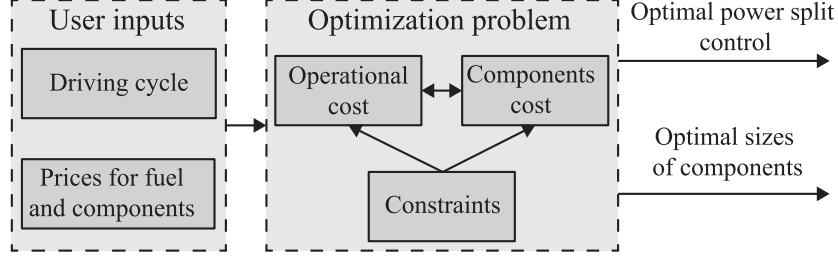 User inputs
Driving cycle
Prices for fuel
and components
Optimization problem
Operational
cost
Components
cost
Constraints
Optimal power split
control
Optimal sizes
of components